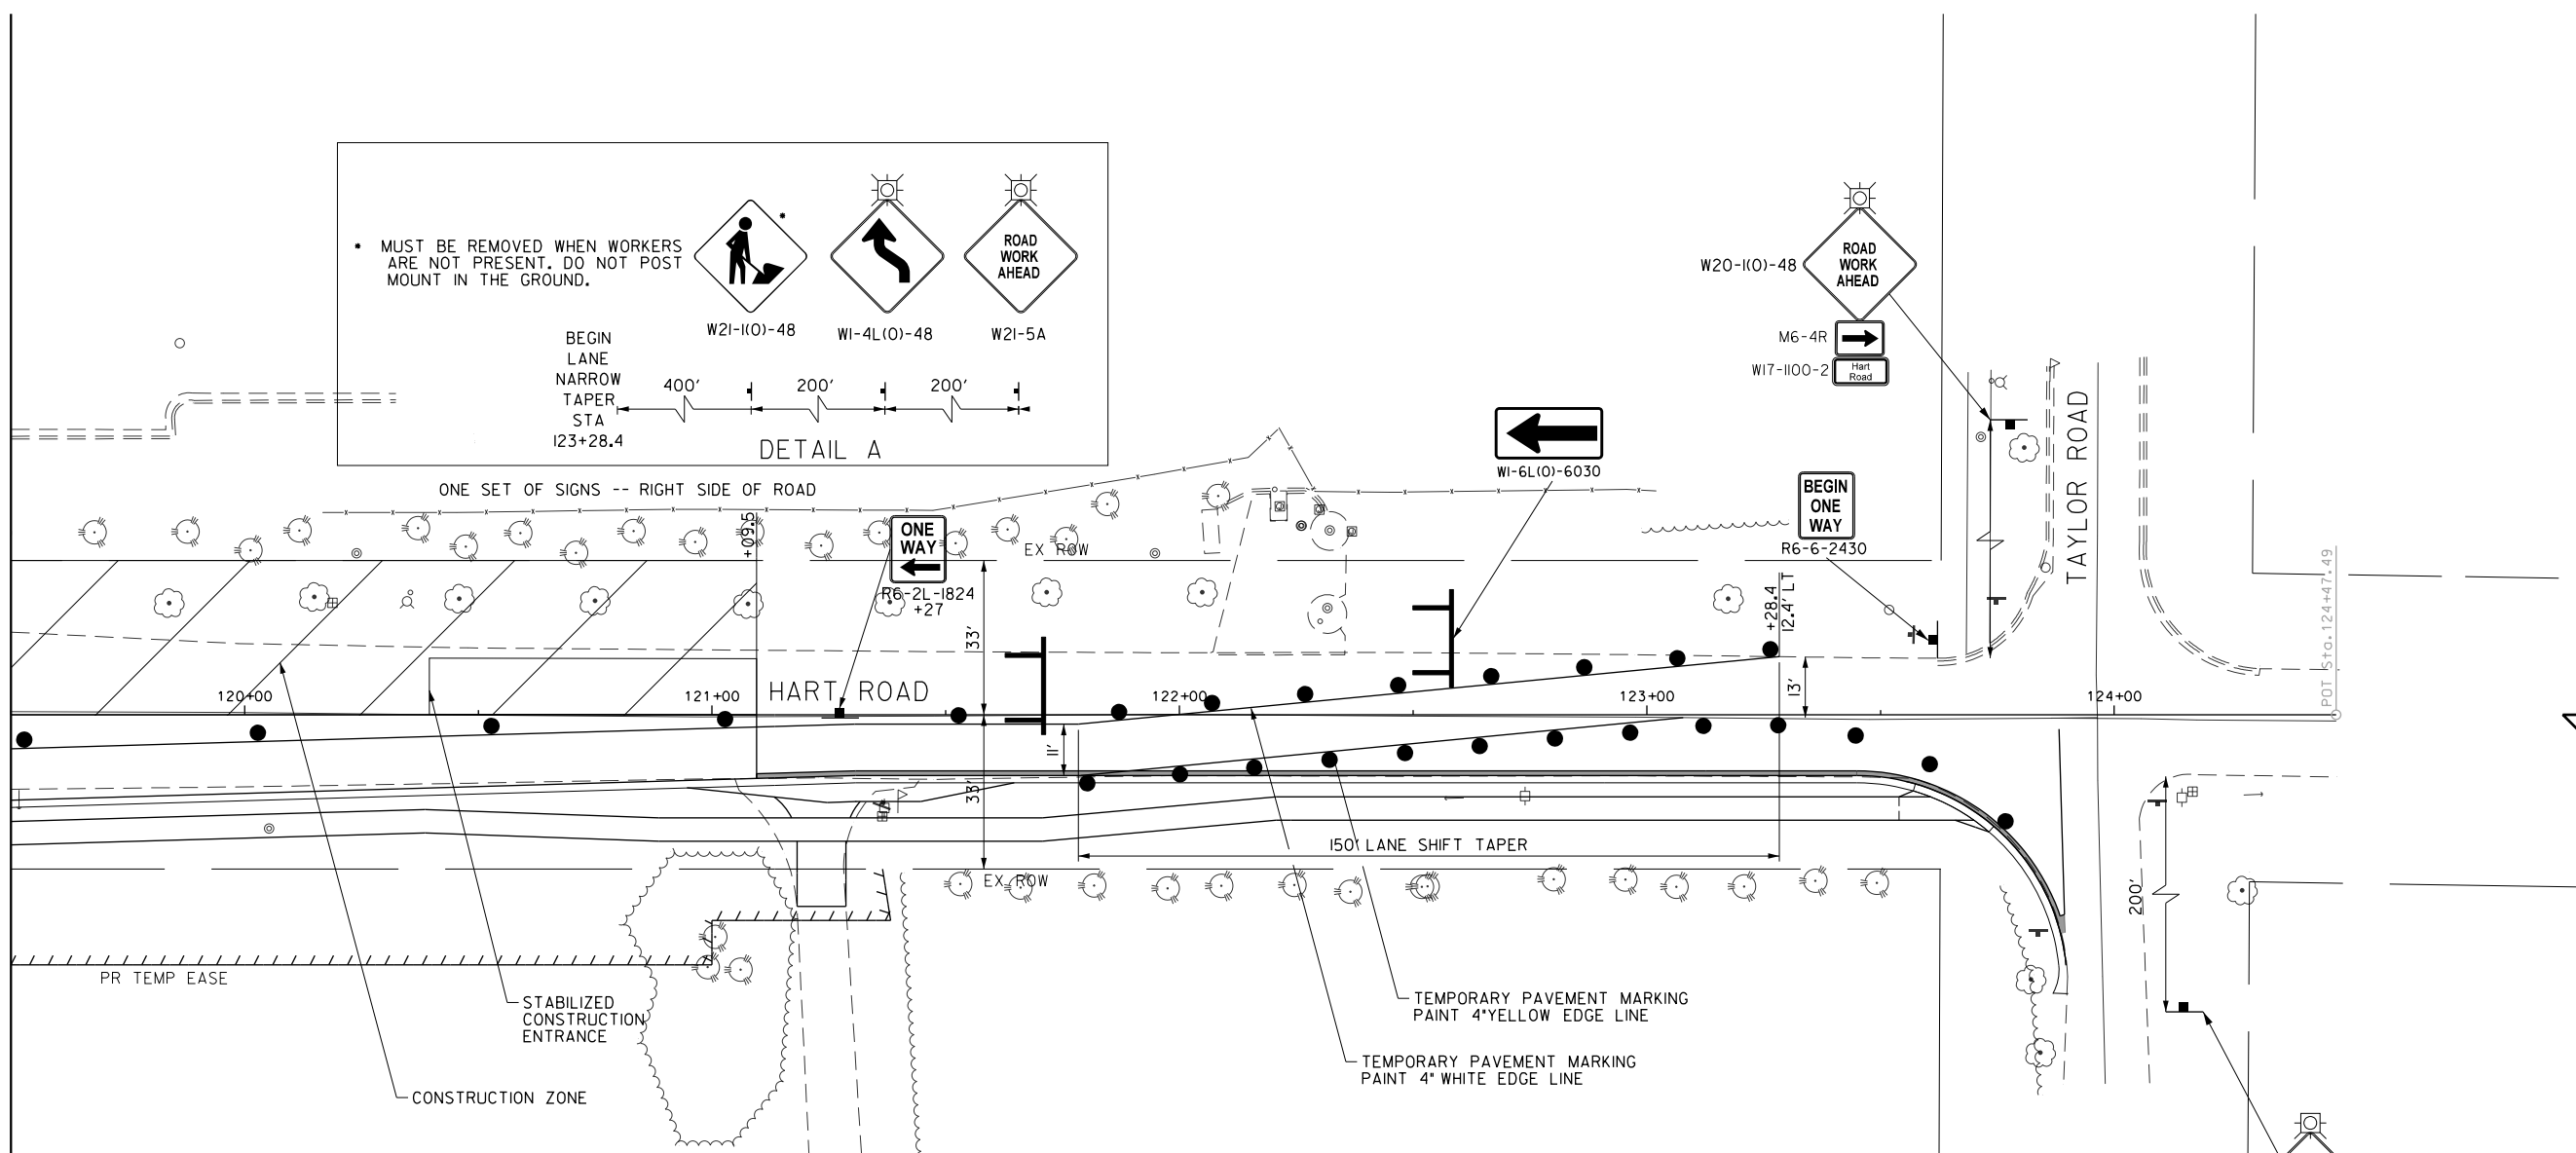 * MUST BE REMOVED WHEN WORKERS
ARE NOT PRESENT. DO NOT POST
MOUNT IN THE GROUND.
*
ROAD
WORK
AHEAD
W21-1(O)-48
W1-4L(O)-48
W21-5A
BEGIN
LANE
NARROW
TAPER
STA
123+28.4
400'
200'
200'
DETAIL A
ONE SET OF SIGNS -- RIGHT SIDE OF ROAD
ROAD
WORK
AHEAD
W20-1(O)-48
M6-4R
W17-1100-2
Hart
Road
W1-6L(O)-6030
BEGIN
ONE
WAY
R6-6-2430
TAYLOR ROAD
POT Sta.124+47.49
+09.5
ONE
WAY
R6-2L-1824
+27
EX ROW
33'
+28.4
12.4' LT
13'
HART ROAD
120+00
121+00
122+00
123+00
124+00
11'
33'
150' LANE SHIFT TAPER
EX ROW
200'
PR TEMP EASE
STABILIZED
CONSTRUCTION
ENTRANCE
CONSTRUCTION ZONE
TEMPORARY PAVEMENT MARKING
PAINT 4" YELLOW EDGE LINE
TEMPORARY PAVEMENT MARKING
PAINT 4" WHITE EDGE LINE